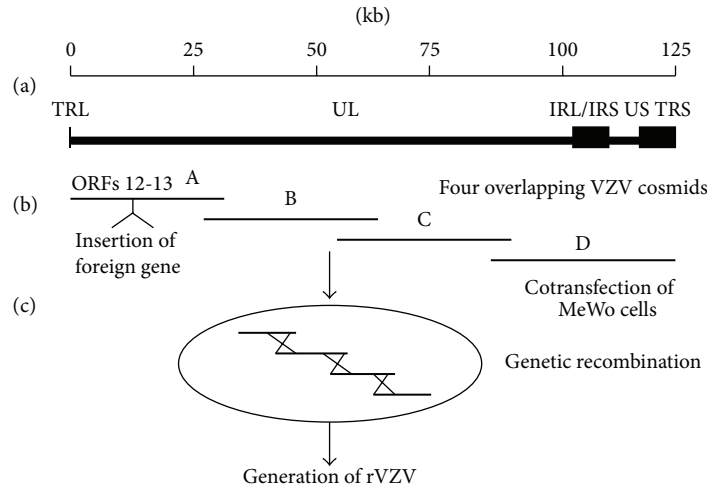 (kb)
0 25 50 75 100 125
(a)
TRL UL IRL/IRS US TRS
ORFs 12-13 A
Four overlapping VZV cosmids
(b)
B
Insertion of
foreign gene
C
D
Cotransfection of
MeWo cells
(c)
Genetic recombination
Generation of rVZV